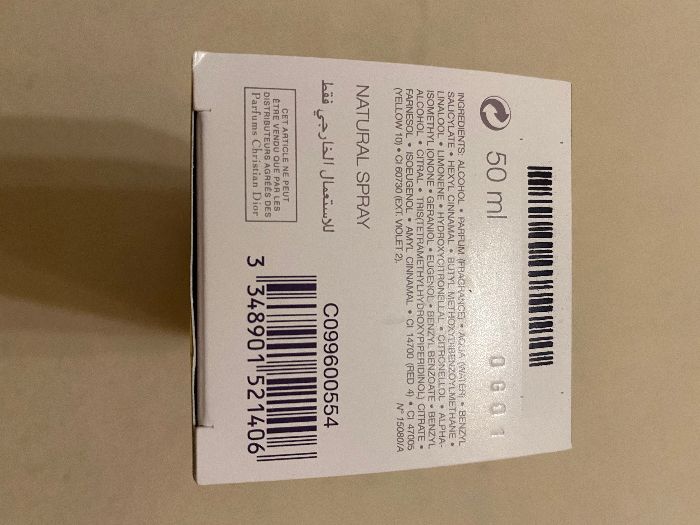 50 ml
0601
INGREDIENTS: ALCOHOL • PARFUM (FRAGRANCE) • AQUA (WATER) • BENZYL
SALICYLATE • HEXYL CINNAMAL • BUTYL METHOXYDIBENZOYLMETHANE •
LINALOOL • LIMONENE • HYDROXYCITRONELLAL • CITRONELLOL • ALPHA-
ISOMETHYL IONONE • GERANIOL • EUGENOL • BENZYL BENZOATE • BENZYL
ALCOHOL • CITRAL • TRIS(TETRAMETHYLHYDROXYPIPERIDINOL) CITRATE •
FARNESOL • ISOEUGENOL • AMYL CINNAMAL • CI 14700 (RED 4) • CI 47005
(YELLOW 10) • CI 60730 (EXT. VIOLET 2).
N° 15080/A
NATURAL SPRAY
للاستعمال الخارجي فقط
C099600554
3 348901 521406
CET ARTICLE NE PEUT
ÊTRE VENDU QUE PAR LES
DISTRIBUTEURS AGRÉÉS DES
Parfums Christian Dior